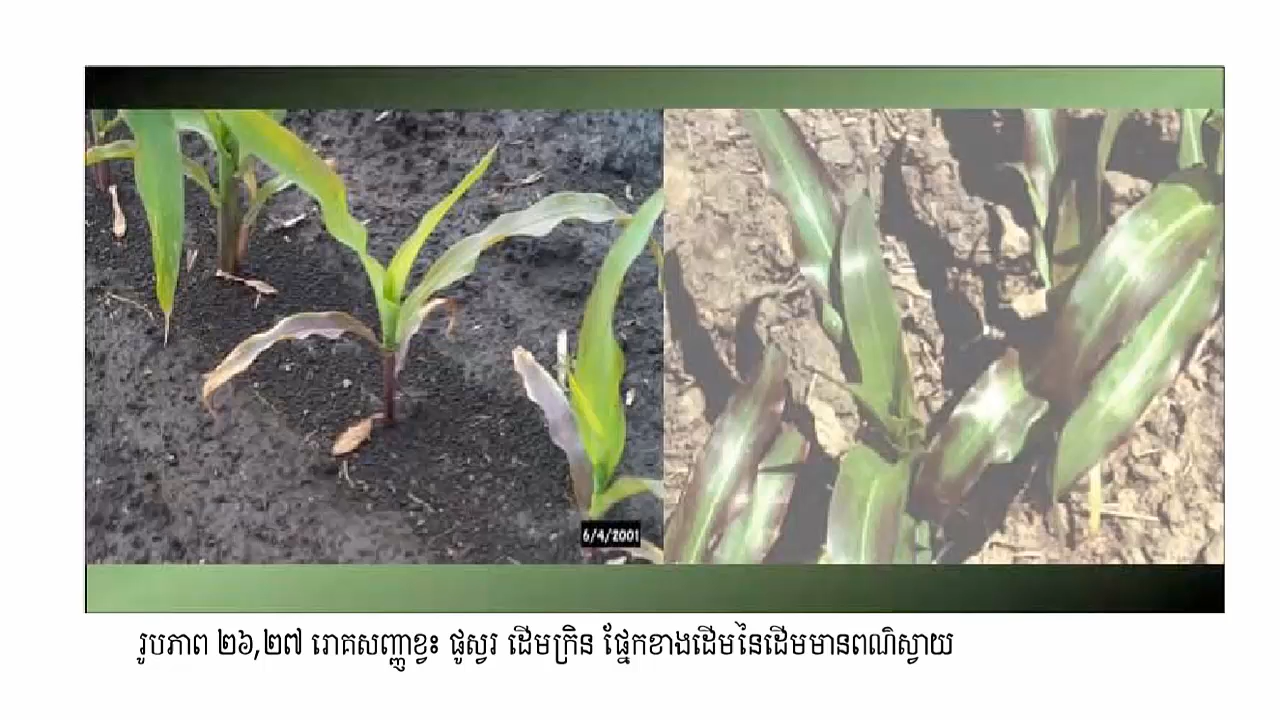 6/4/2001
រូបភាព ២៦,២៧ រោគសញ្ញាខ្វះ ផូស្វរ ដើមក្រិន ផ្នែកខាងដើមនៃដើមមានពណ៌ស្វាយ